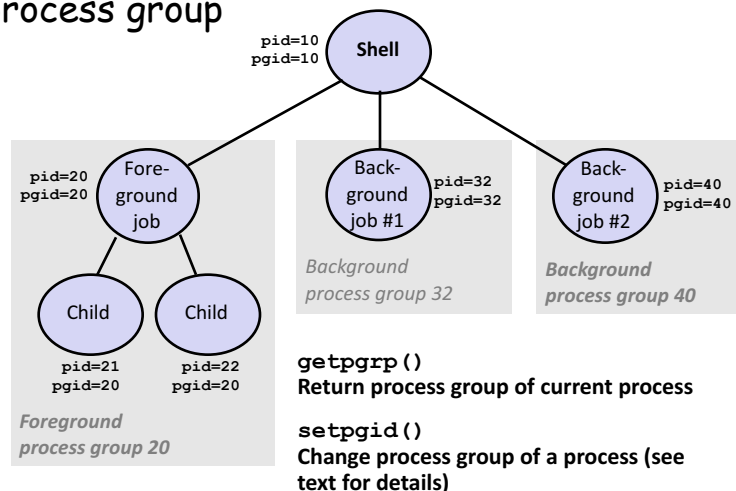 rocess group
pid=10
pgid=10
Shell
pid=20
pgid=20
Fore-
ground
job
Back-
ground
job #1
pid=32
pgid=32
Back-
ground
job #2
pid=40
pgid=40
Child
Child
pid=21
pgid=20
pid=22
pgid=20
Foreground
process group 20
Background
process group 32
Background
process group 40
getpgrp()
Return process group of current process
setpgid()
Change process group of a process (see
text for details)